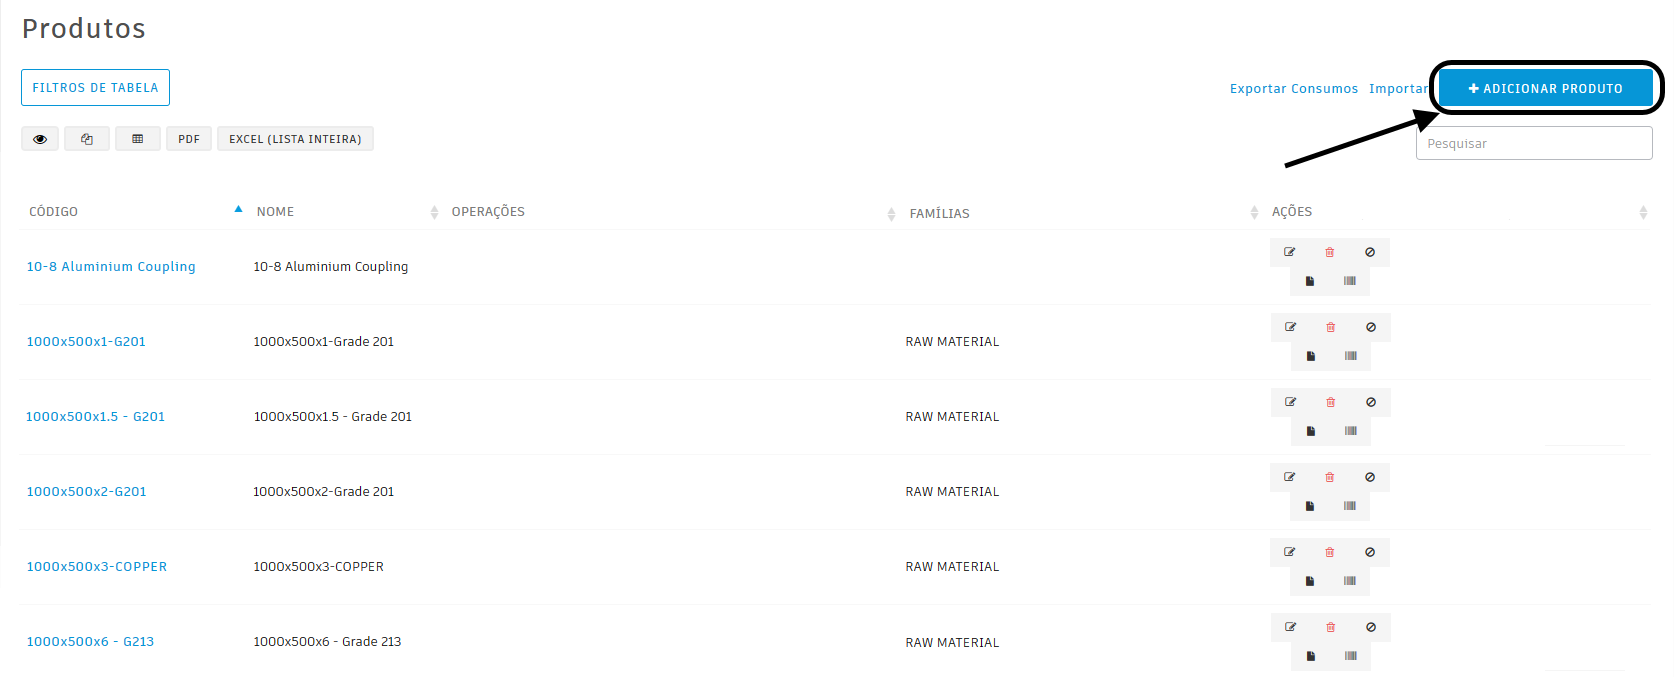 Produtos
FILTROS DE TABELA
Exportar Consumos Importar ADICIONAR PRODUTO
PDF EXCEL (LISTA INTEIRA)
Pesquisar
CÓDIGO NOME OPERAÇÕES FAMÍLIAS AÇÕES
10-8 Aluminium Coupling 10-8 Aluminium Coupling
1000x500x1-G201 1000x500x1-Grade 201 RAW MATERIAL
1000x500x1.5 - G201 1000x500x1.5 - Grade 201 RAW MATERIAL
1000x500x2-G201 1000x500x2-Grade 201 RAW MATERIAL
1000x500x3-COPPER 1000x500x3-COPPER RAW MATERIAL
1000x500x6 - G213 1000x500x6 - Grade 213 RAW MATERIAL